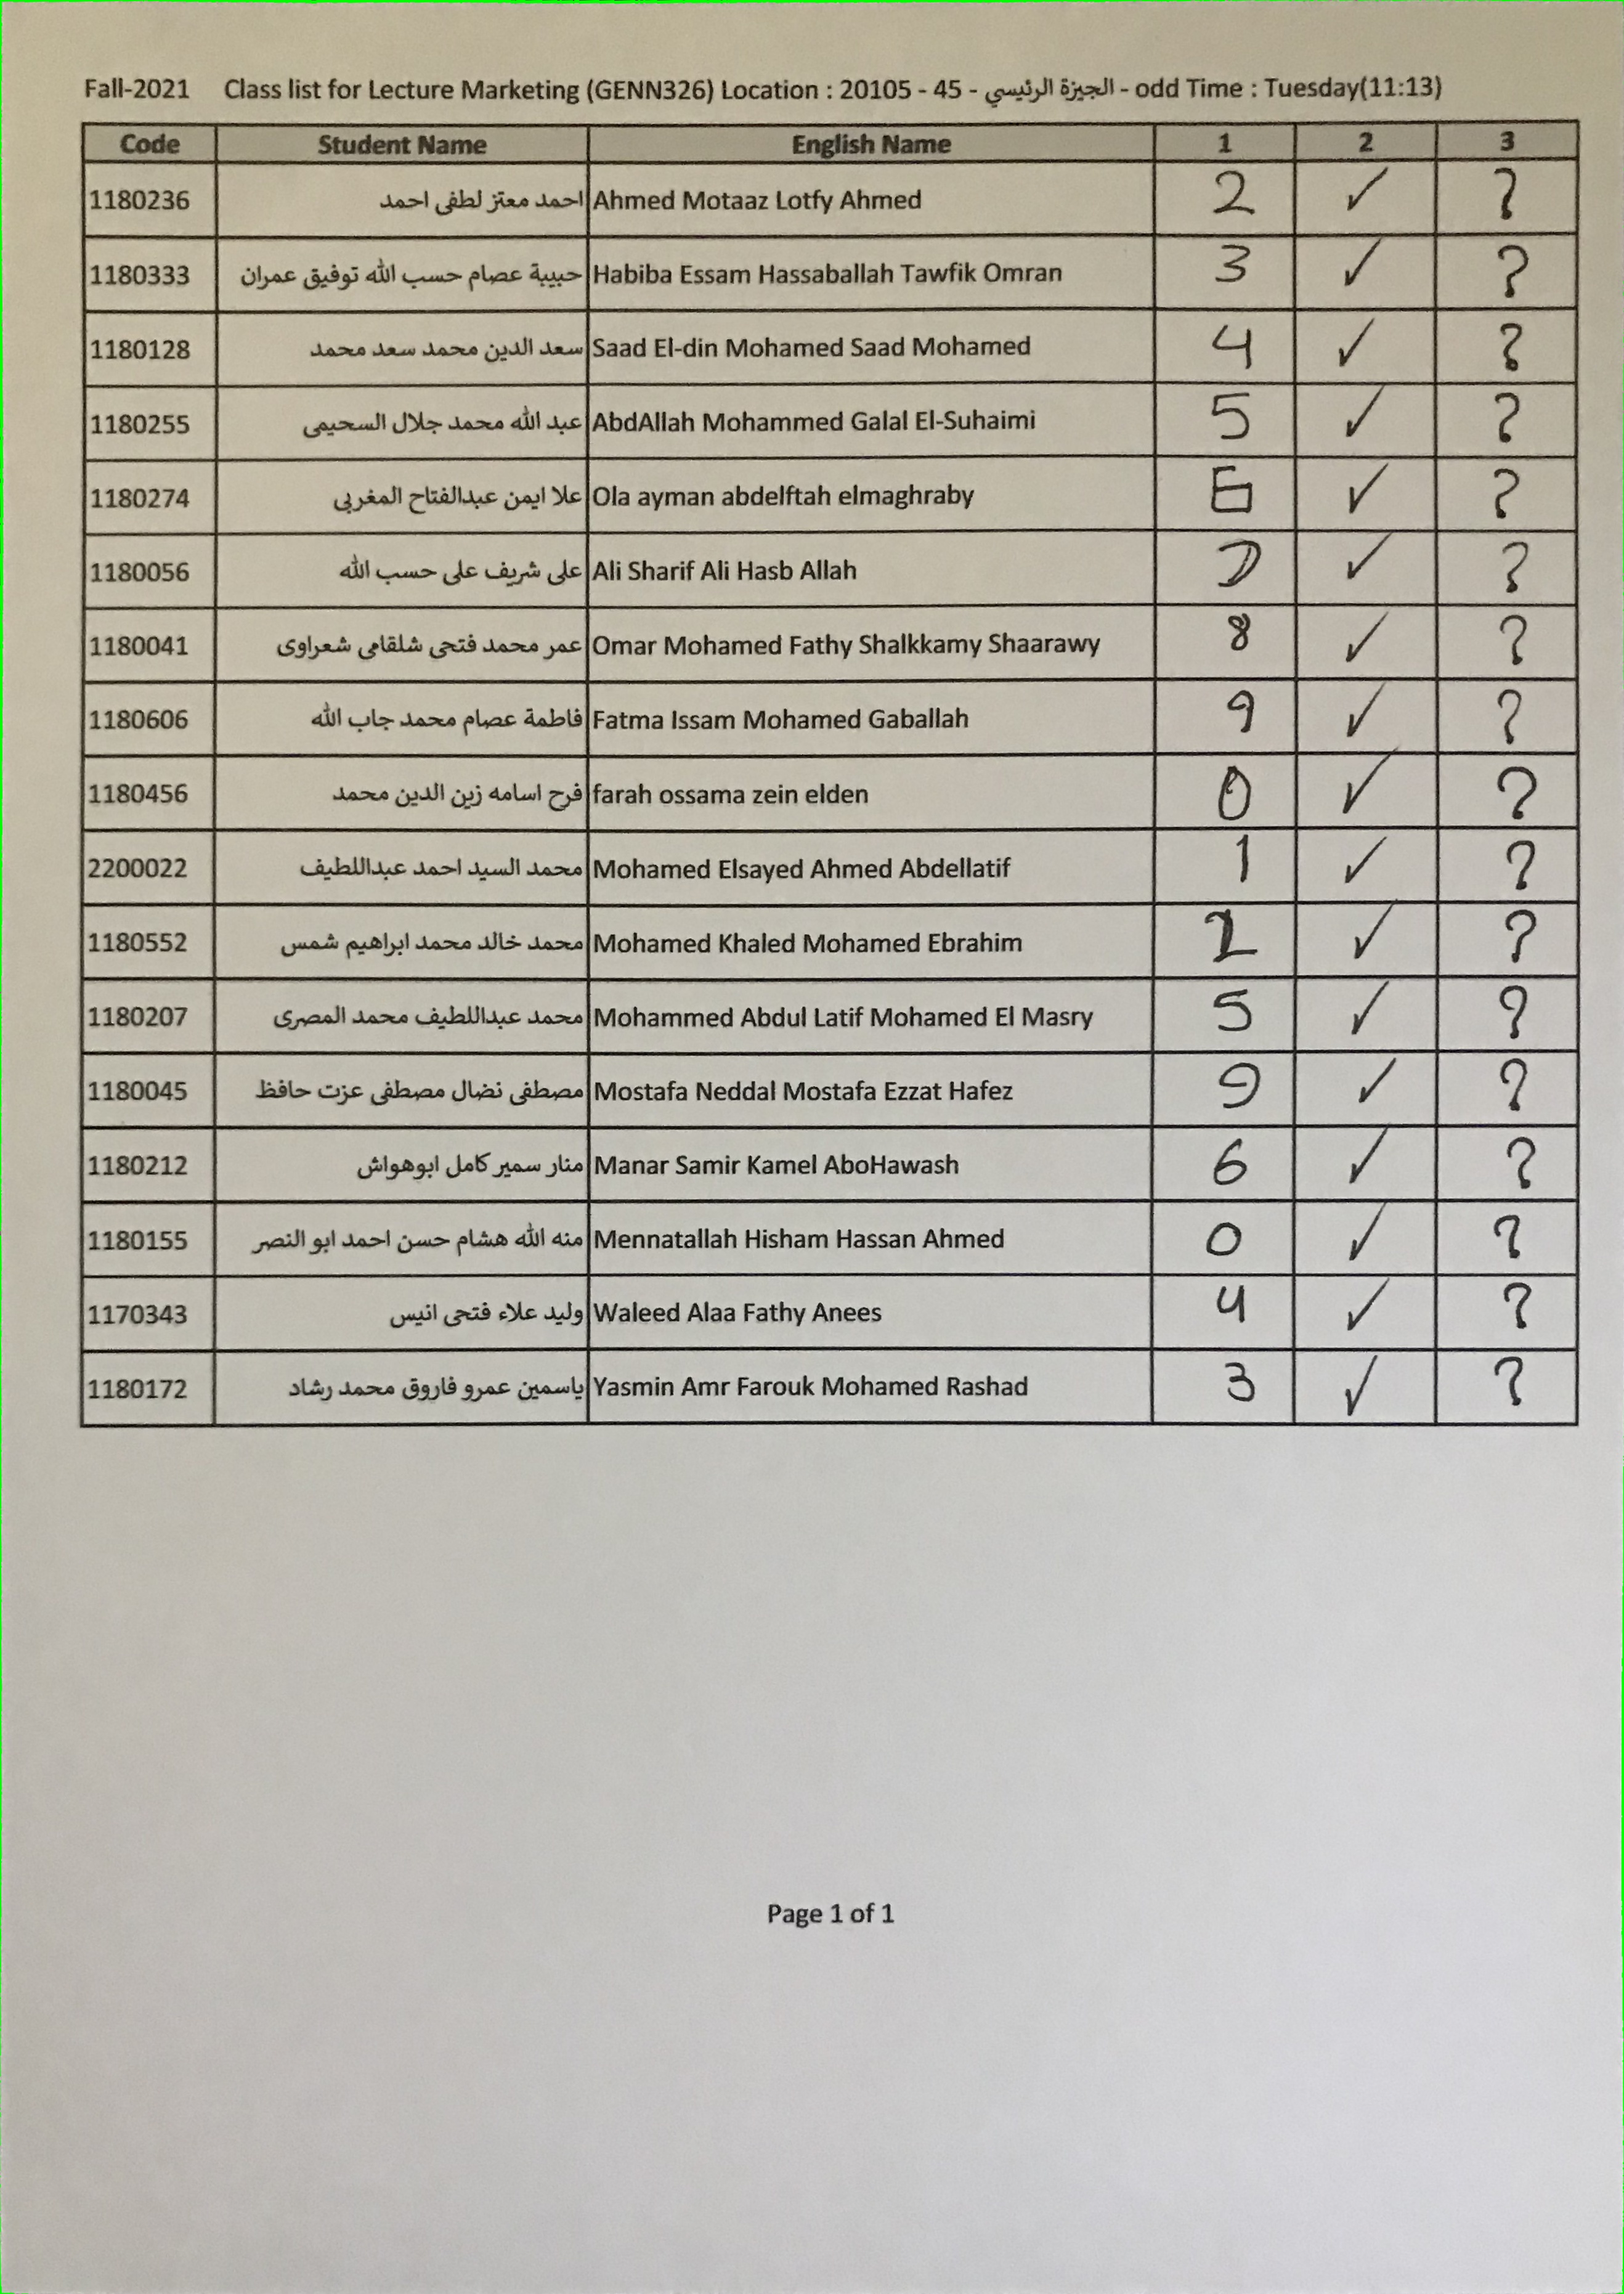 Fall-2021 Class list for Lecture Marketing (GENN326) Location : 20105 - 45 - الجيزة الرئيسي - odd Time : Tuesday(11:13)
Code Student Name English Name 1 2 3
1180236 احمد معتز لطفى احمد Ahmed Motaaz Lotfy Ahmed 2 ✓ ?
1180333 حبيبة عصام حسب الله توفيق عمران Habiba Essam Hassaballah Tawfik Omran 3 ✓ ?
1180128 سعد الدين محمد سعد محمد Saad El-din Mohamed Saad Mohamed 4 ✓ ?
1180255 عبد الله محمد جلال السحيمى AbdAllah Mohammed Galal El-Suhaimi 5 ✓ ?
1180274 علا ايمن عبدالفتاح المغربى Ola ayman abdelftah elmaghraby 6 ✓ ?
1180056 على شريف على حسب الله Ali Sharif Ali Hasb Allah 7 ✓ ?
1180041 عمر محمد فتحى شلقامى شعراوى Omar Mohamed Fathy Shalkkamy Shaarawy 8 ✓ ?
1180606 فاطمة عصام محمد جاب الله Fatma Issam Mohamed Gaballah 9 ✓ ?
1180456 فرح اسامه زين الدين محمد farah ossama zein elden 0 ✓ ?
2200022 محمد السيد احمد عبداللطيف Mohamed Elsayed Ahmed Abdellatif 1 ✓ ?
1180552 محمد خالد محمد ابراهيم شمس Mohamed Khaled Mohamed Ebrahim 2 ✓ ?
1180207 محمد عبداللطيف محمد المصرى Mohammed Abdul Latif Mohamed El Masry 5 ✓ ?
1180045 مصطفى نضال مصطفى عزت حافظ Mostafa Neddal Mostafa Ezzat Hafez 9 ✓ ?
1180212 منار سمير كامل ابوهواش Manar Samir Kamel AboHawash 6 ✓ ?
1180155 منه الله هشام حسن احمد ابو النصر Mennatallah Hisham Hassan Ahmed 0 ✓ ?
1170343 وليد علاء فتحى انيس Waleed Alaa Fathy Anees 4 ✓ ?
1180172 ياسمين عمرو فاروق محمد رشاد Yasmin Amr Farouk Mohamed Rashad 3 ✓ ?
Page 1 of 1